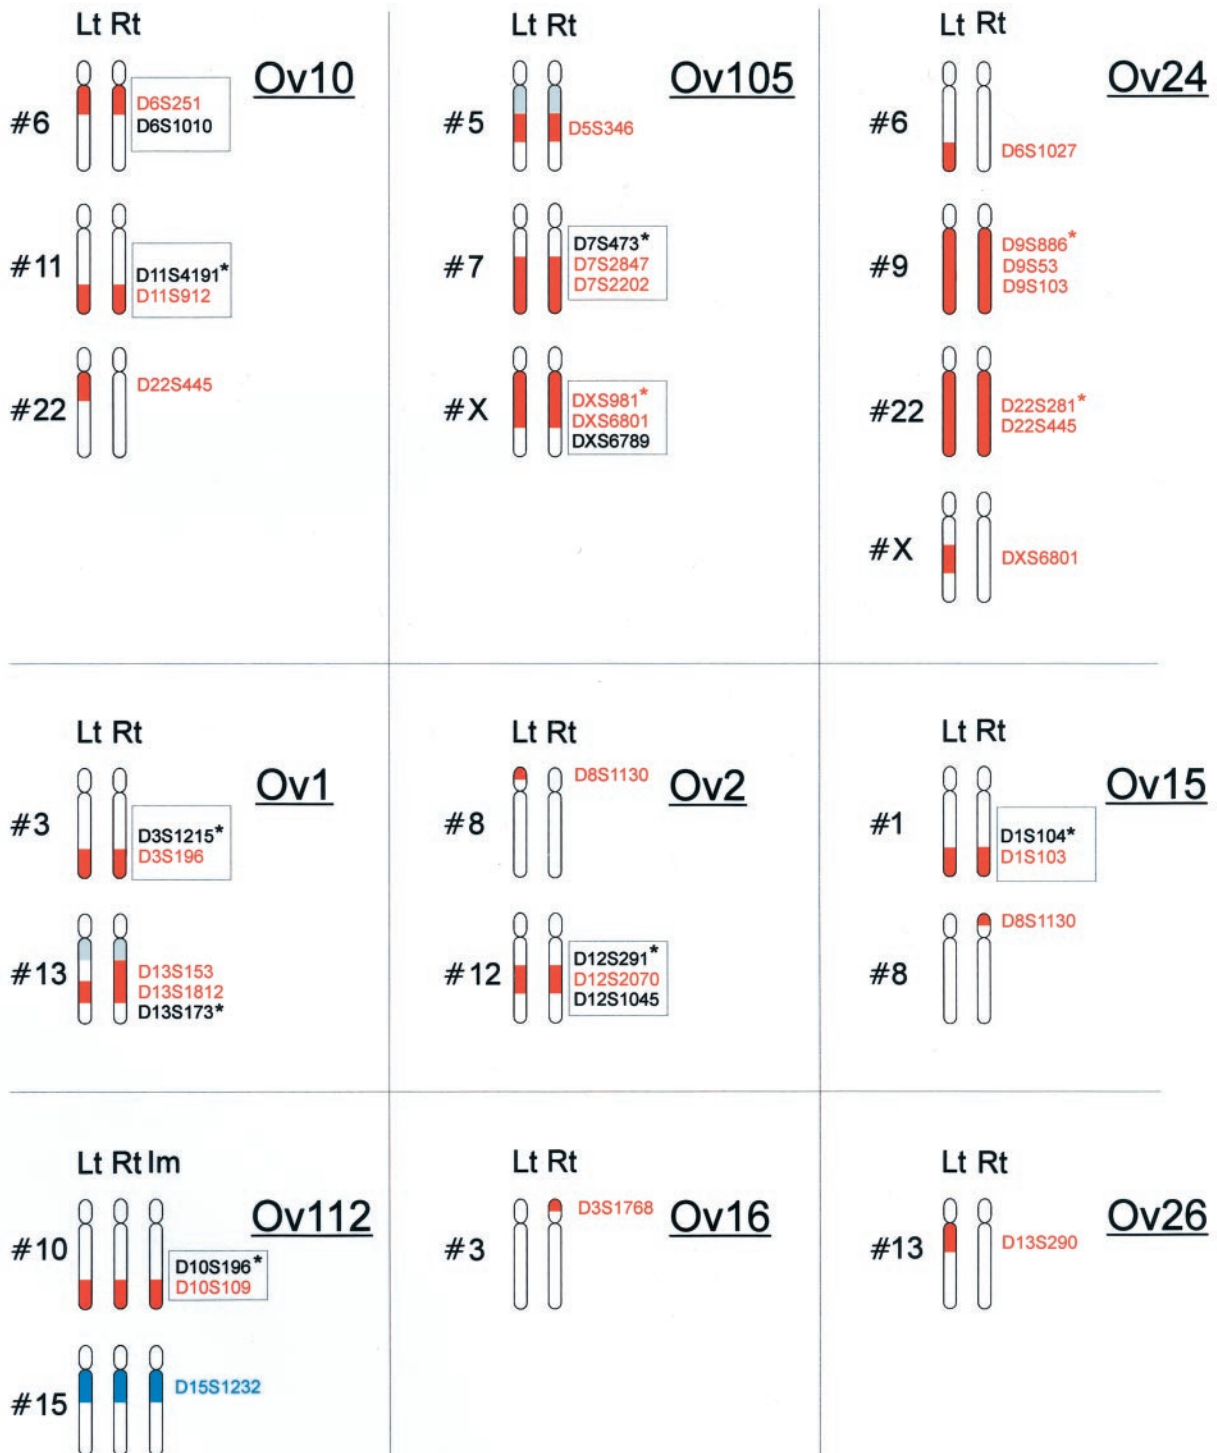 Lt Rt
Ov10
#6
D6S251
D6S1010
#11
D11S4191*
D11S912
#22
D22S445
Lt Rt
Ov105
#5
D5S346
#7
D7S473*
D7S2847
D7S2202
#X
DXS981*
DXS6801
DXS6789
Lt Rt
Ov24
#6
D6S1027
#9
D9S886*
D9S53
D9S103
#22
D22S281*
D22S445
#X
DXS6801
Lt Rt
Ov1
#3
D3S1215*
D3S196
#13
D13S153
D13S1812
D13S173*
Lt Rt
Ov2
#8
D8S1130
#12
D12S291*
D12S2070
D12S1045
Lt Rt
Ov15
#1
D1S104*
D1S103
#8
D8S1130
Lt Rt Im
Ov112
#10
D10S196*
D10S109
#15
D15S1232
Lt Rt
Ov16
#3
D3S1768
Lt Rt
Ov26
#13
D13S290